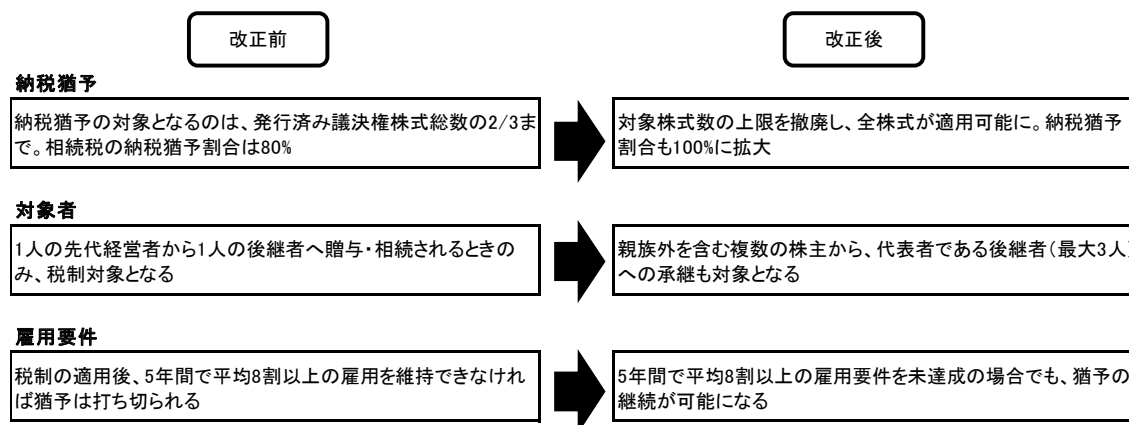 改正前
改正後
納税猶予
納税猶予の対象となるのは、発行済み議決権株式総数の2/3ま
で。相続税の納税猶予割合は80%
対象株式数の上限を撤廃し、全株式が適用可能に。納税猶予
割合も100%に拡大
対象者
1人の先代経営者から1人の後継者へ贈与・相続されるときの
み、税制対象となる
親族外を含む複数の株主から、代表者である後継者(最大3人)
への承継も対象となる
雇用要件
税制の適用後、5年間で平均8割以上の雇用を維持できなけれ
ば猶予は打ち切られる
5年間で平均8割以上の雇用要件を未達成の場合でも、猶予の
継続が可能になる